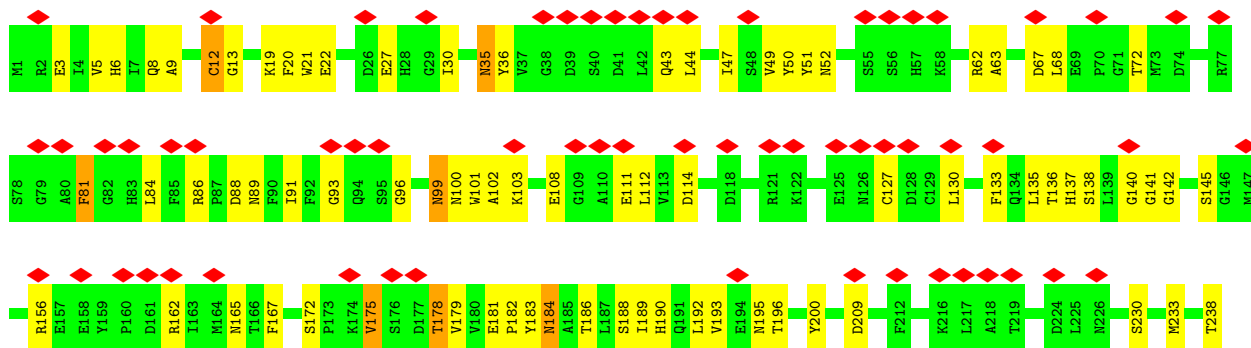 M1 R2 E3 I4 V5 H6 I7 Q8 A9 C12 G13 K19 F20 W21 E22 D26 E27 H28 G29 I30 N35 Y36 V37 G38 D39 S40 D41 L42 Q43 L44 I47 S48 V49 Y50 Y51 N52 S55 S56 H57 K58 R62 A63 D67 L68 E69 P70 G71 T72 M73 D74 R77
S78 G79 A80 F81 G82 H83 L84 F85 R86 P87 D88 N89 F90 I91 F92 G93 Q94 S95 G96 N99 N100 W101 A102 K103 E108 G109 A110 E111 L112 V113 D114 D118 R121 K122 E125 N126 C127 D128 C129 L130 F133 Q134 L135 T136 H137 S138 L139 G140 G141 G142 S145 G146 M147
R156 E157 E158 Y159 P160 D161 R162 I163 M164 N165 T166 F167 S172 P173 K174 V175 S176 D177 T178 V179 V180 E181 P182 Y183 N184 A185 T186 L187 S188 I189 H190 Q191 L192 V193 E194 N195 T196 Y200 D209 F212 K216 L217 A218 T219 D224 L225 N226 S230 M233 T238